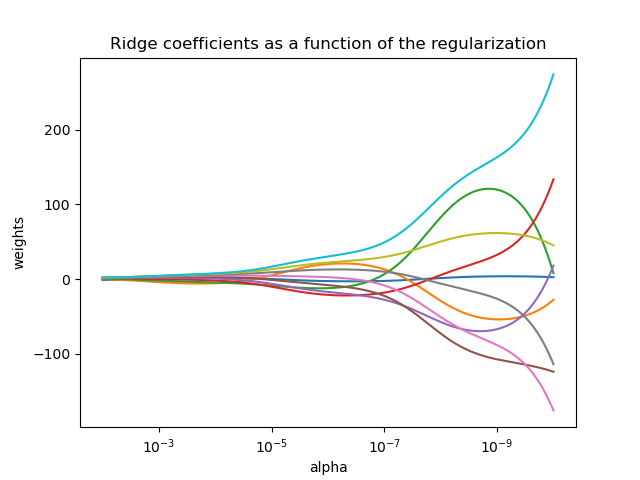 Ridge coefficients as a function of the regularization
weights
200
100
0
−100
10⁻³ 10⁻⁵ 10⁻⁷ 10⁻⁹
alpha